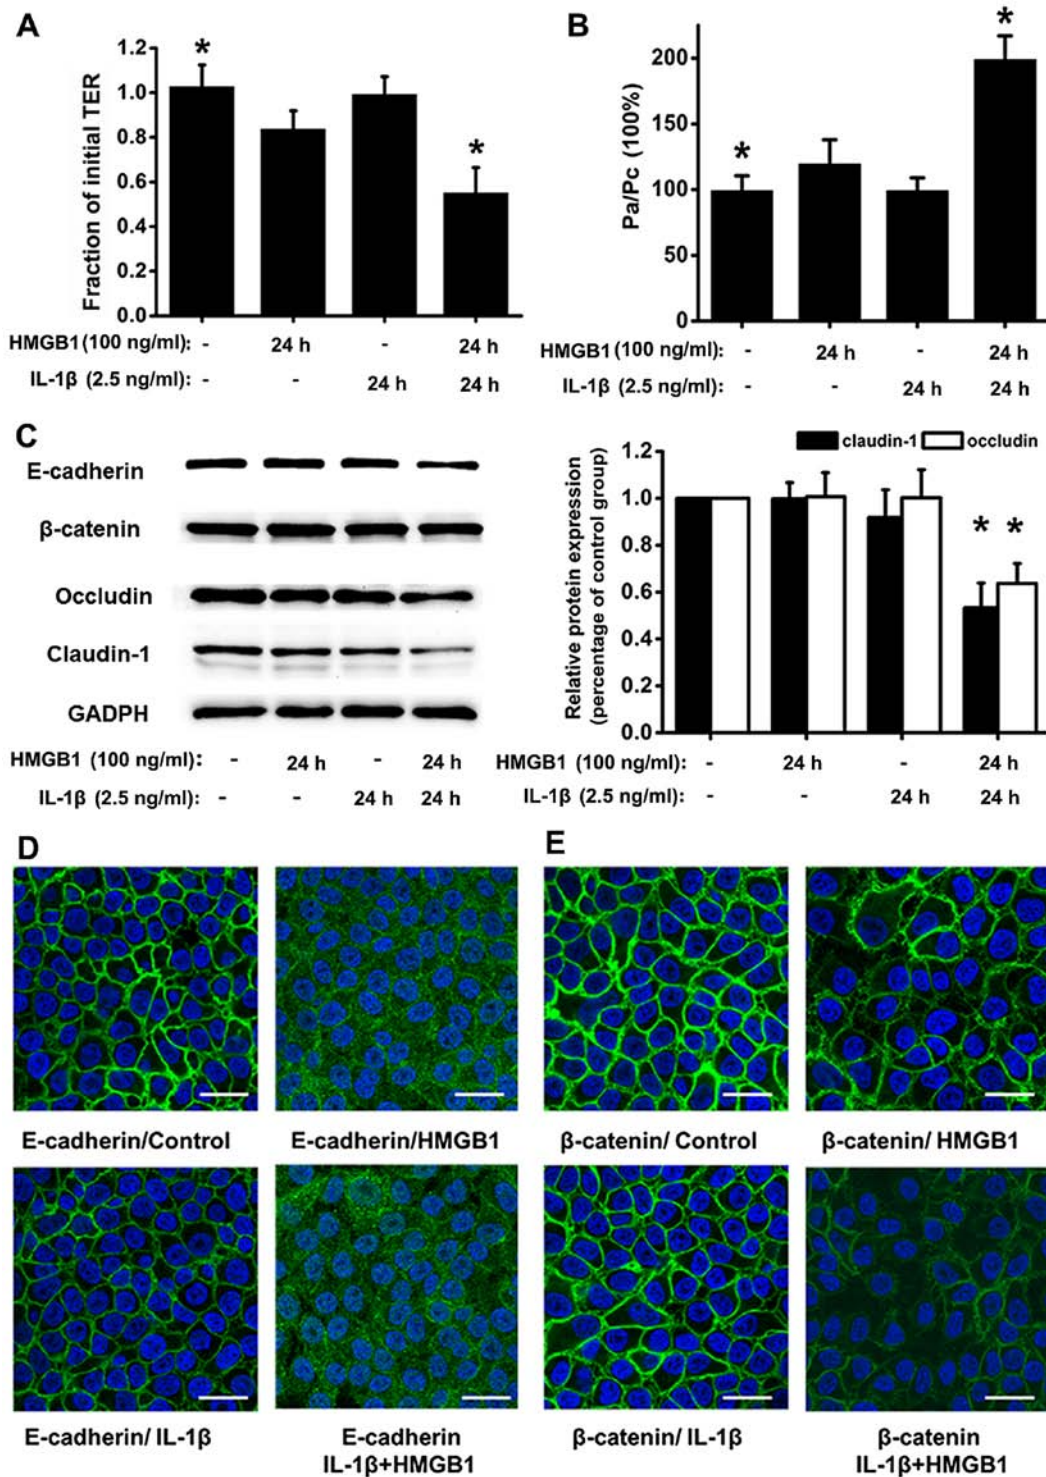 A
Fraction of initial TER
1.2
1.0
0.8
0.6
0.4
0.2
0.0
*
*
HMGB1 (100 ng/ml): - 24 h - 24 h
IL-1β (2.5 ng/ml): - - 24 h 24 h
B
Pa/Pc (100%)
200
150
100
50
0
*
*
HMGB1 (100 ng/ml): - 24 h - 24 h
IL-1β (2.5 ng/ml): - - 24 h 24 h
C
E-cadherin
β-catenin
Occludin
Claudin-1
GADPH
HMGB1 (100 ng/ml): - 24 h - 24 h
IL-1β (2.5 ng/ml): - - 24 h 24 h
claudin-1 occludin
Relative protein expression
(percentage of control group)
1.2
1.0
0.8
0.6
0.4
0.2
0.0
* *
HMGB1 (100 ng/ml): - 24 h - 24 h
IL-1β (2.5 ng/ml): - - 24 h 24 h
D
E-cadherin/Control
E-cadherin/HMGB1
E-cadherin/ IL-1β
E-cadherin
IL-1β+HMGB1
E
β-catenin/ Control
β-catenin/ HMGB1
β-catenin/ IL-1β
β-catenin
IL-1β+HMGB1